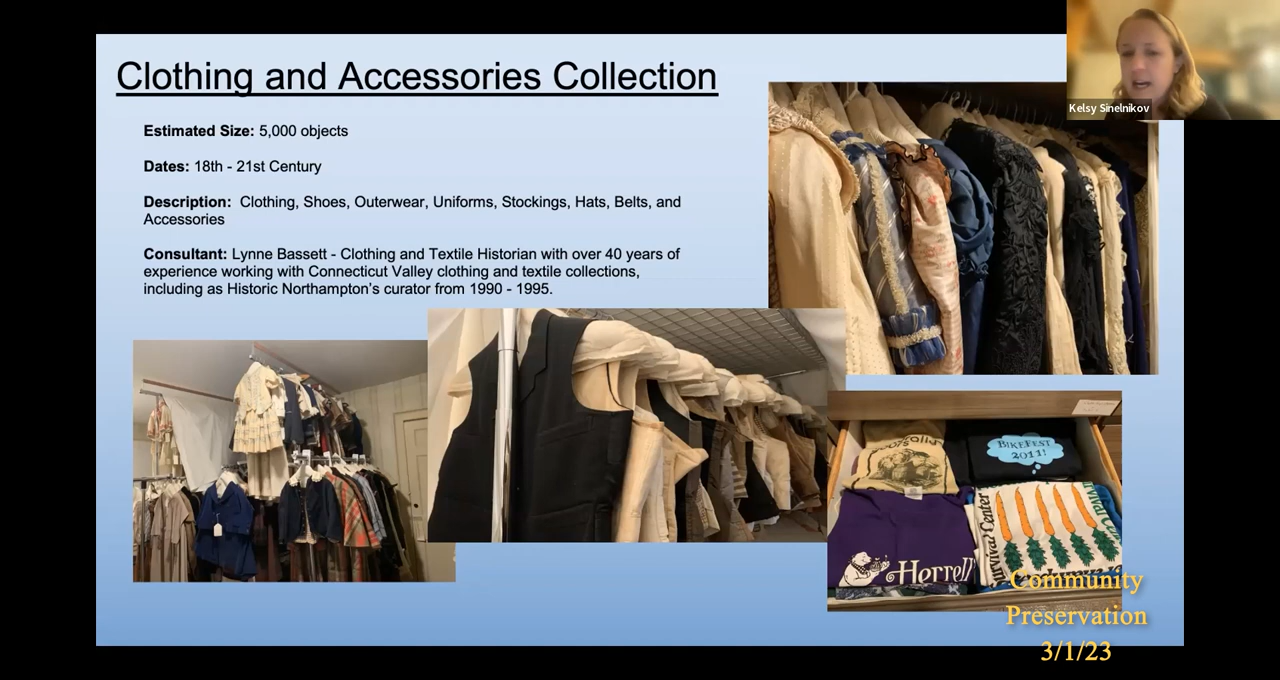 Clothing and Accessories Collection
Kelsy Sinelnikov
Estimated Size: 5,000 objects
Dates: 18th - 21st Century
Description: Clothing, Shoes, Outerwear, Uniforms, Stockings, Hats, Belts, and
Accessories
Consultant: Lynne Bassett - Clothing and Textile Historian with over 40 years of
experience working with Connecticut Valley clothing and textile collections,
including as Historic Northampton's curator from 1990 - 1995.
BIKEFEST
2011!
Center
Herrell
Community
Preservation
3/1/23